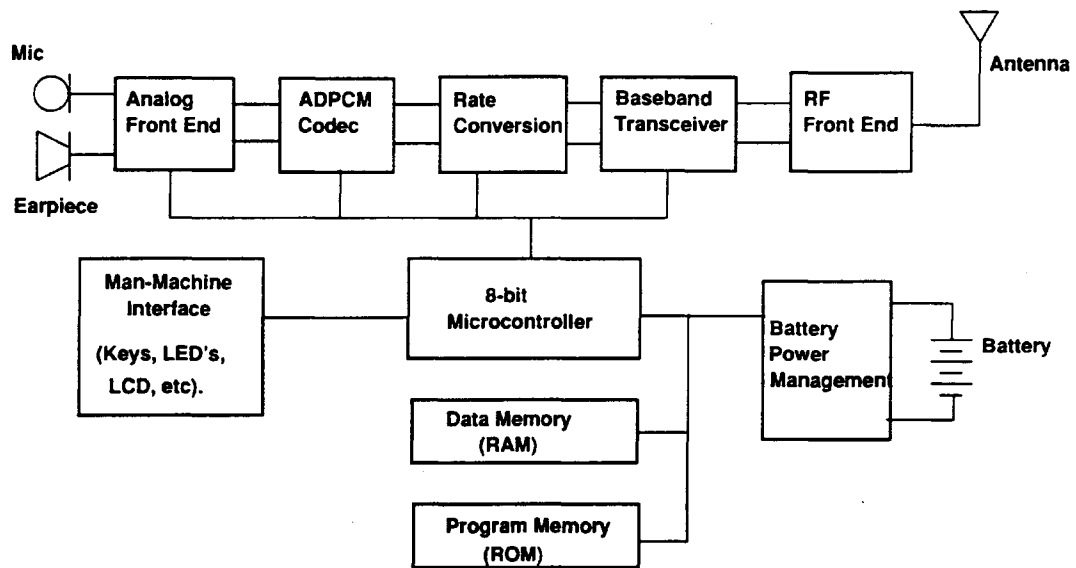 Mic
Analog
Front End
ADPCM
Codec
Rate
Conversion
Baseband
Transceiver
RF
Front End
Antenna
Earpiece
Man-Machine
Interface
(Keys, LED's,
LCD, etc).
8-bit
Microcontroller
Battery
Power
Management
Battery
Data Memory
(RAM)
Program Memory
(ROM)